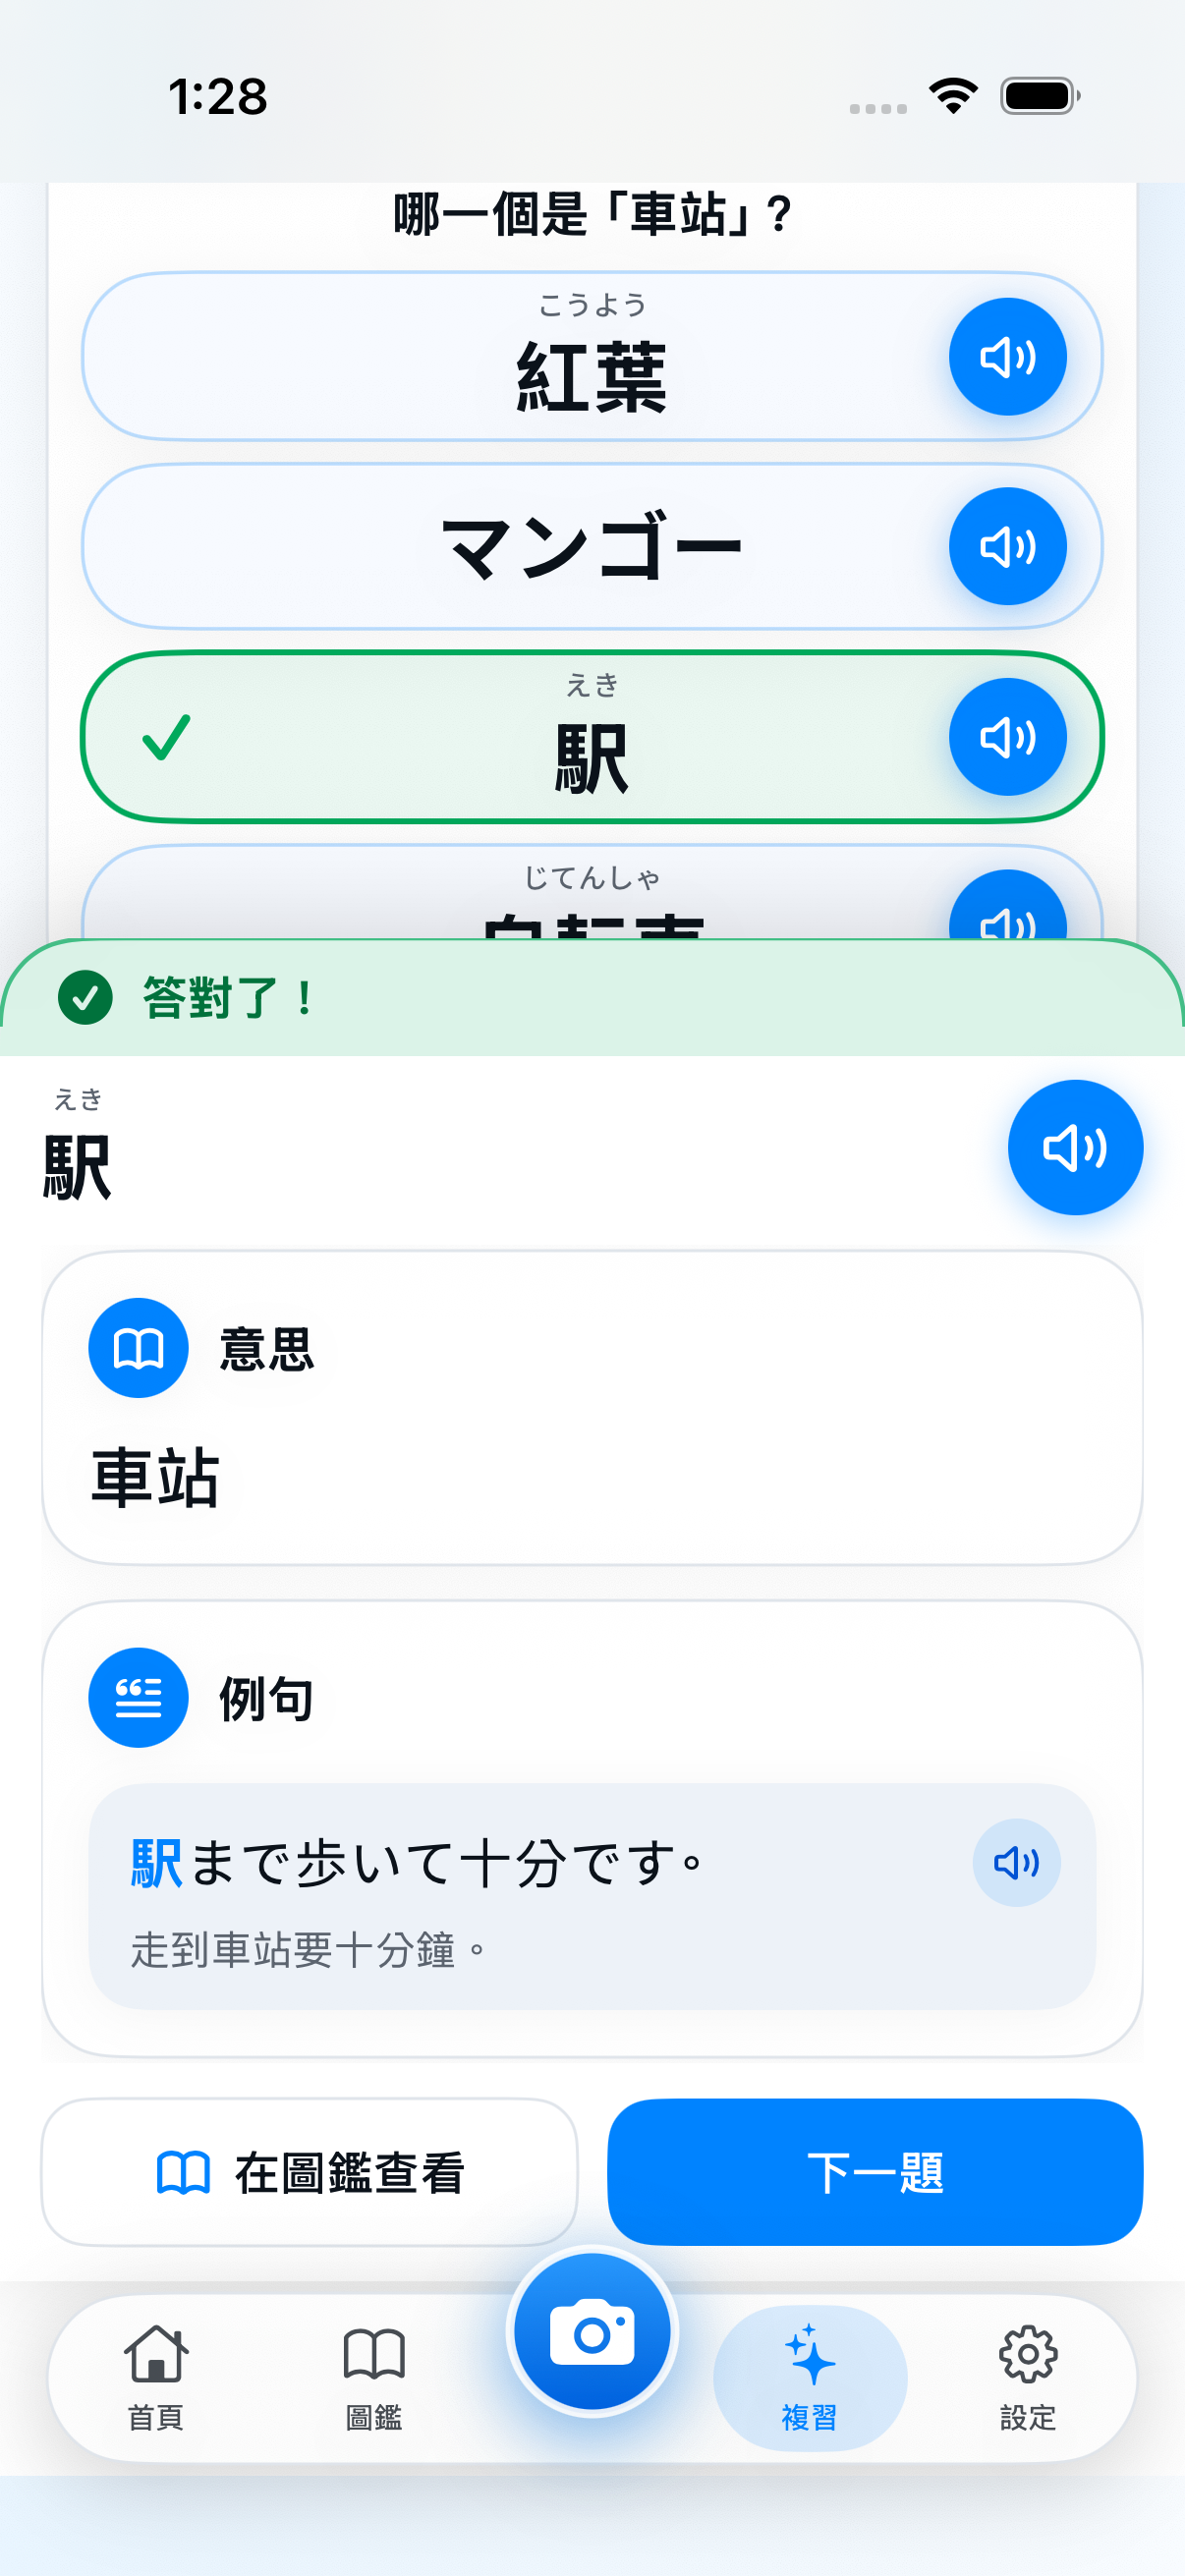 1:28
哪一個是「車站」?
こうよう
紅葉
マンゴー
えき
駅
じてんしゃ
自転車
答對了！
えき
駅
意思
車站
例句
駅まで歩いて十分です。
走到車站要十分鐘。
在圖鑑查看
下一題
首頁
圖鑑
複習
設定